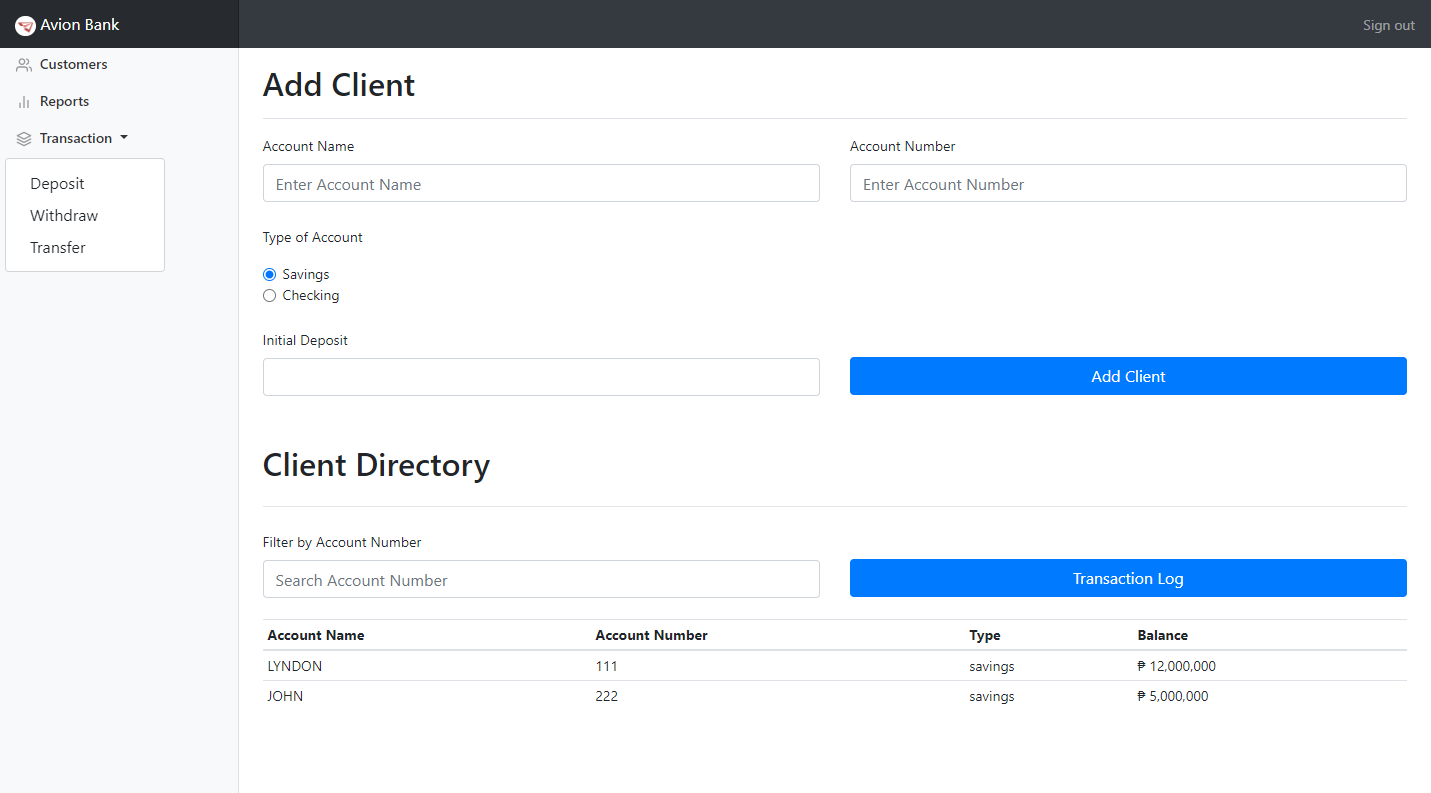 Avion Bank
Sign out
Customers
Reports
Transaction
Deposit
Withdraw
Transfer
Add Client
Account Name
Account Number
Enter Account Name
Enter Account Number
Type of Account
Savings
Checking
Initial Deposit
Add Client
Client Directory
Filter by Account Number
Search Account Number
Transaction Log
Account Name Account Number Type Balance
LYNDON 111 savings ₱ 12,000,000
JOHN 222 savings ₱ 5,000,000